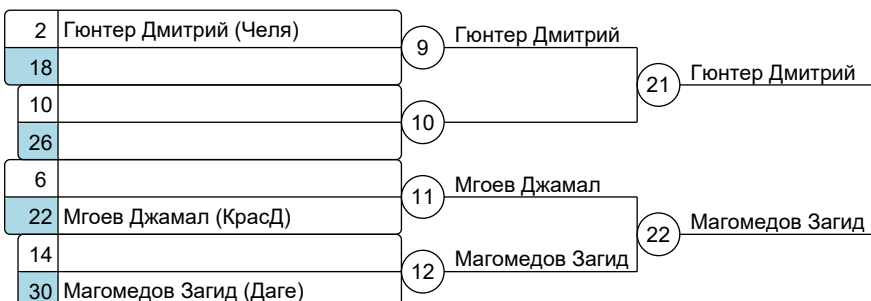 2 Гюнтер Дмитрий (Челя)
18
9 Гюнтер Дмитрий
10
26
10
21 Гюнтер Дмитрий
6
22 Мгоев Джамал (КрасД)
11 Мгоев Джамал
14
30 Магомедов Загид (Даге)
12 Магомедов Загид
22 Магомедов Загид